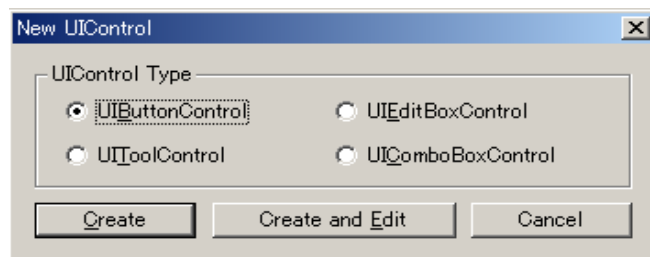 New UIControl
UIControl Type
UIButtonControl
UIEditBoxControl
UIToolControl
UIComboBoxControl
Create
Create and Edit
Cancel